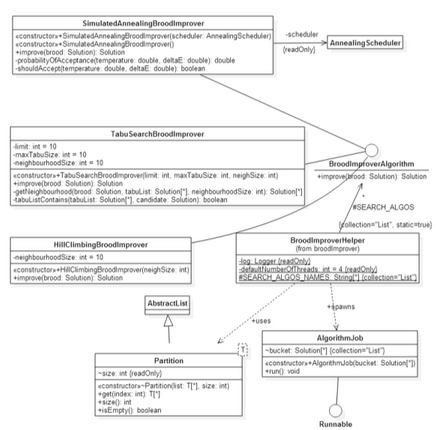 SimulatedAnnealingBroodImprover
«constructor»+SimulatedAnnealingBroodImprover(scheduler: AnnealingScheduler)
«constructor»+SimulatedAnnealingBroodImprover()
+improve(brood: Solution): Solution
-probabilityOfAcceptance(temperature: double, deltaE: double): double
-shouldAccept(temperature: double, deltaE: double): boolean
-scheduler
{readOnly}
AnnealingScheduler
TabuSearchBroodImprover
-limit: int = 10
-maxTabuSize: int = 10
-neighbourhoodSize: int = 10
«constructor»+TabuSearchBroodImprover(limit: int, maxTabuSize: int, neighSize: int)
+improve(brood: Solution): Solution
-getNeighbourhood(brood: Solution, tabuList: Solution[*], neighbourhoodSize: int): Solution[*]
-tabuListContains(tabuList: Solution[*], candidate: Solution): boolean
BroodImproverAlgorithm
+improve(brood: Solution): Solution
*
#SEARCH_ALGOS
{collection="List", static=true}
HillClimbingBroodImprover
-neighbourhoodSize: int = 10
«constructor»+HillClimbingBroodImprover(neighSize: int)
+improve(brood: Solution): Solution
BroodImproverHelper
(from broodImprover)
-log: Logger {readOnly}
-defaultNumberOfThreads: int = 4 {readOnly}
#SEARCH_ALGOS_NAMES: String[*] {collection="List"}
AbstractList
+uses
+spawns
T
Partition
~size: int {readOnly}
«constructor»~Partition(list: T[*], size: int)
+get(index: int): T[*]
+size(): int
+isEmpty(): boolean
AlgorithmJob
~bucket: Solution[*] {collection="List"}
«constructor»+AlgorithmJob(bucket: Solution[*])
+run(): void
Runnable